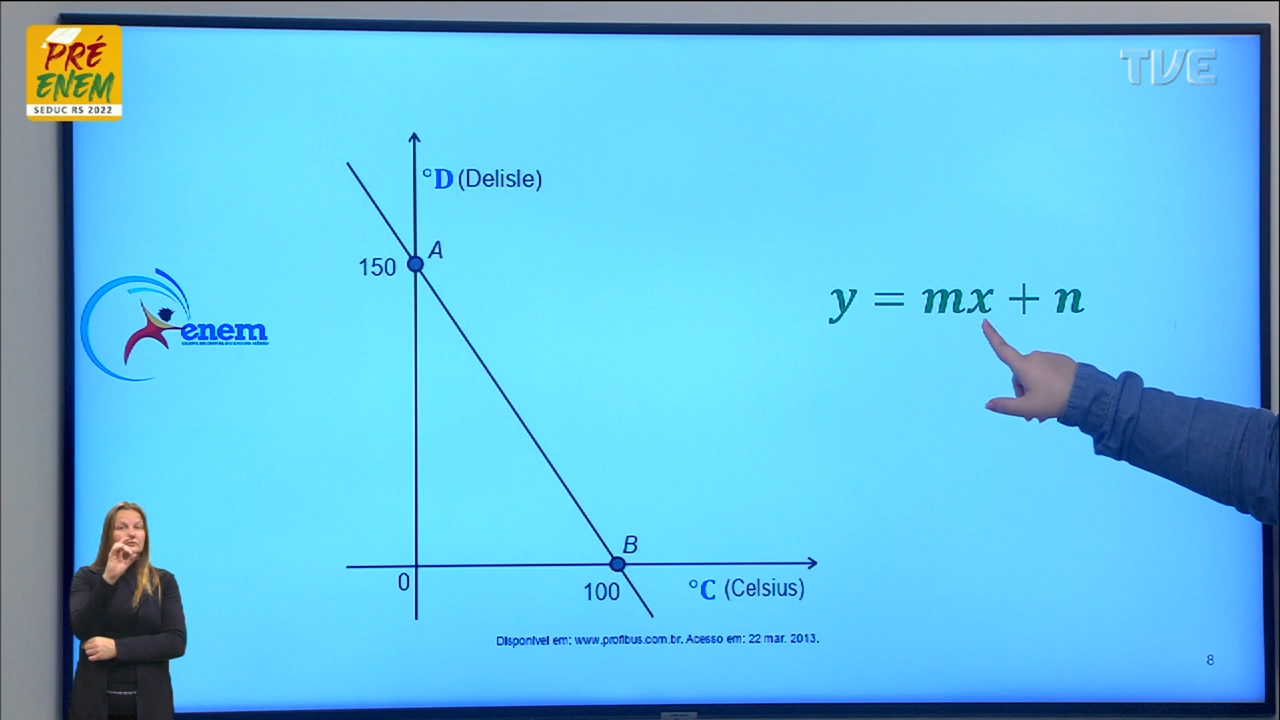 PRÉ
ENEM
SEDUC RS 2022
TVE
°D (Delisle)
A
150
y = mx + n
enem
B
0
100
°C (Celsius)
Disponível em: www.profibus.com.br. Acesso em: 22 mar. 2013.
8